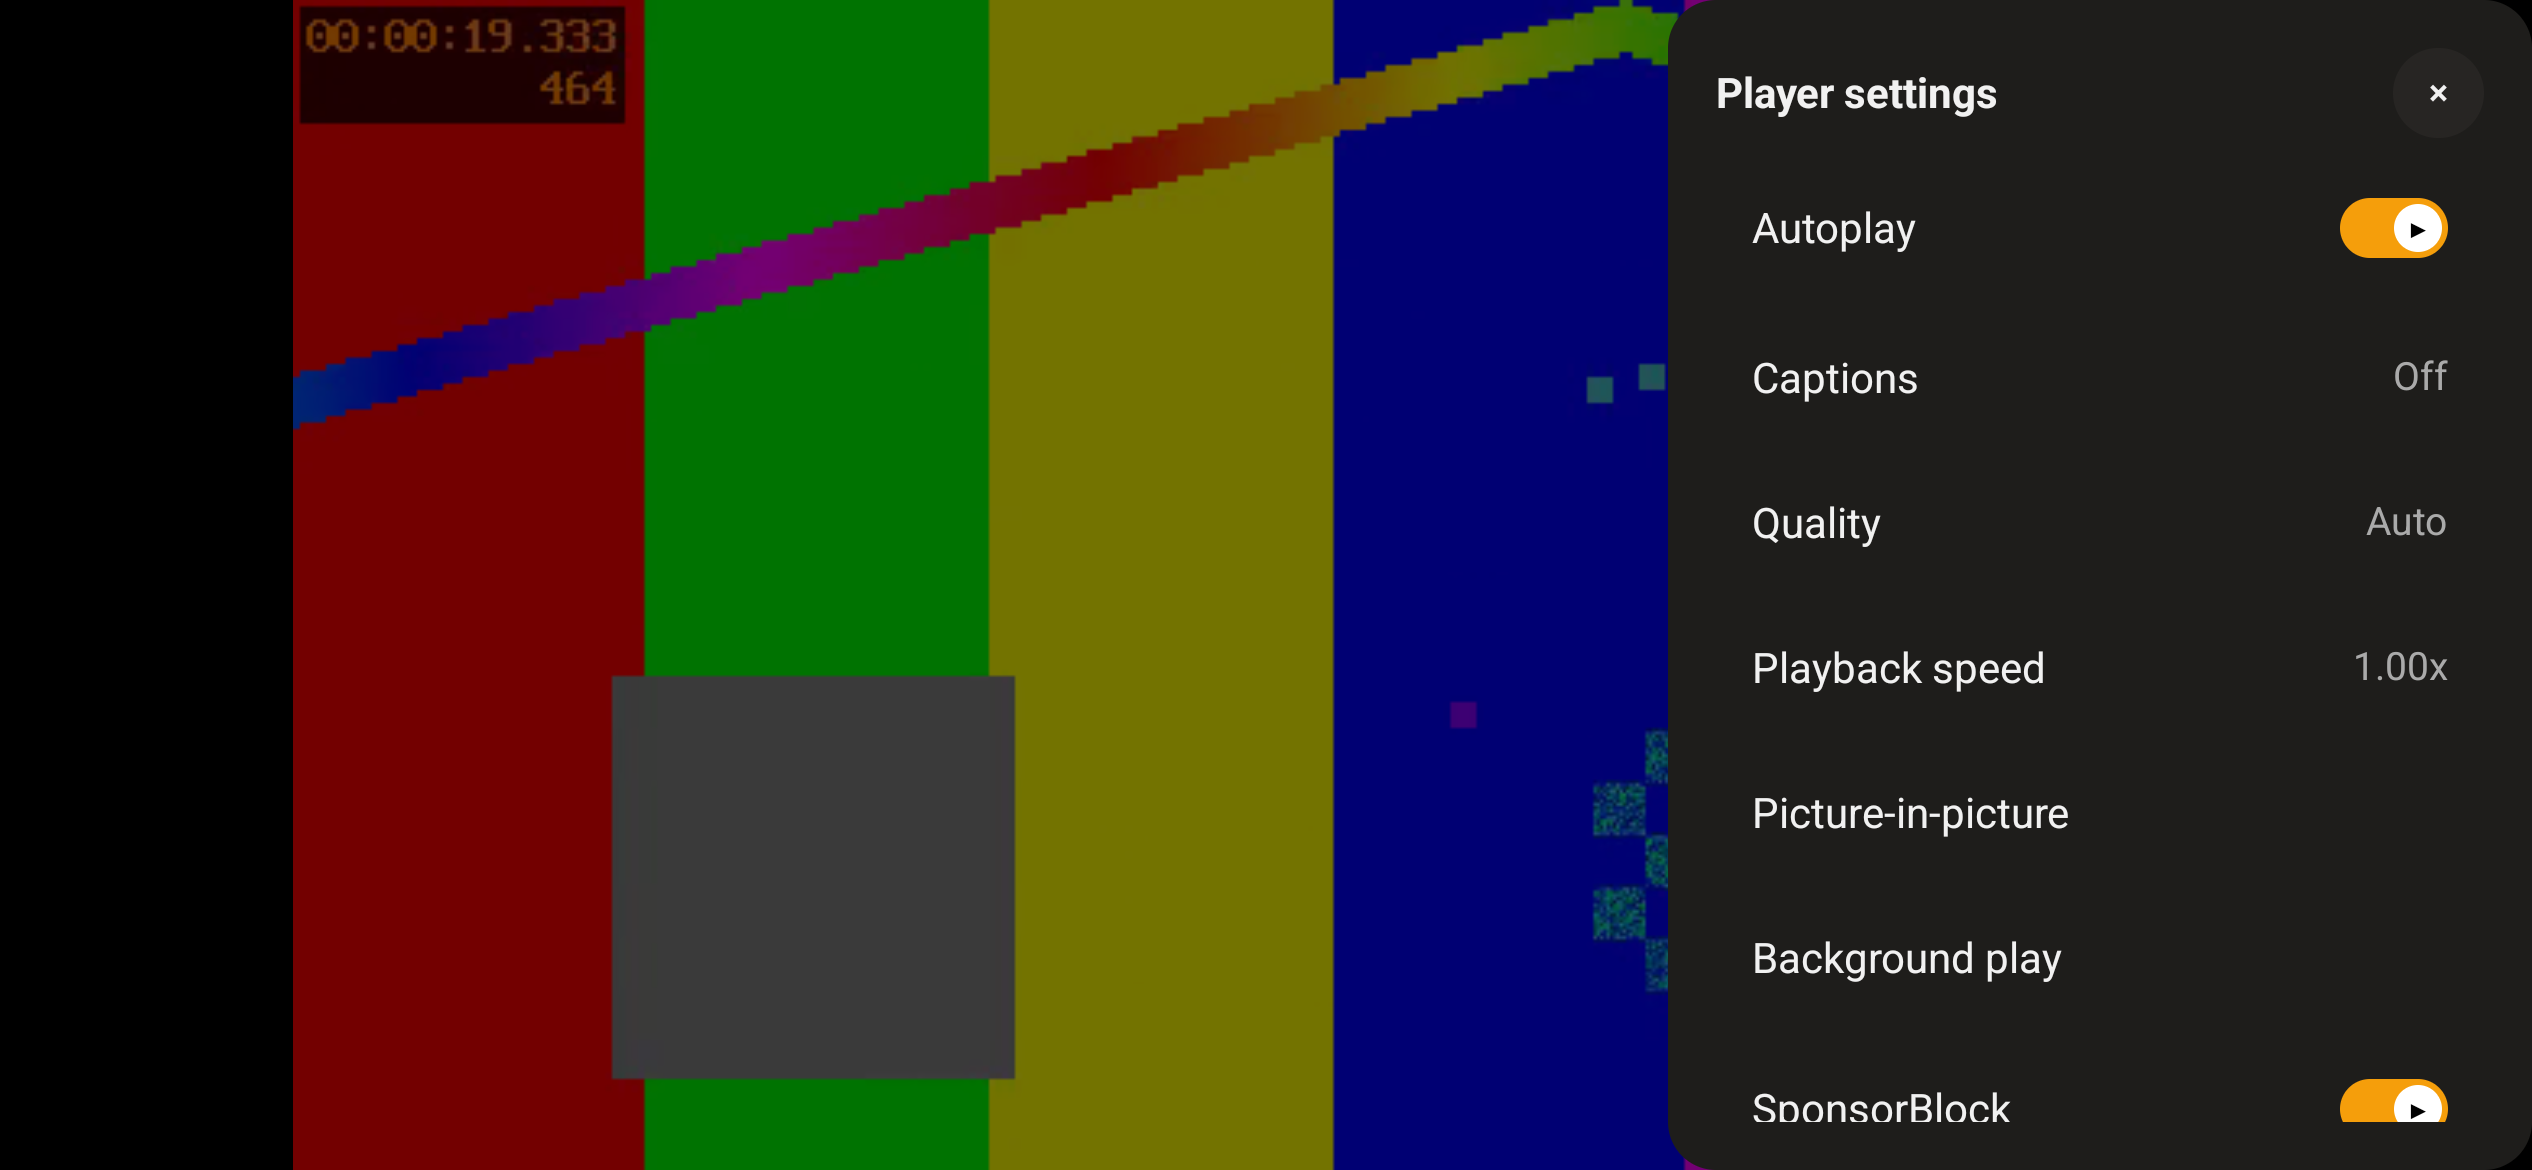 00:00:19.333
464
Player settings
Autoplay
Captions Off
Quality Auto
Playback speed 1.00x
Picture-in-picture
Background play
SponsorBlock